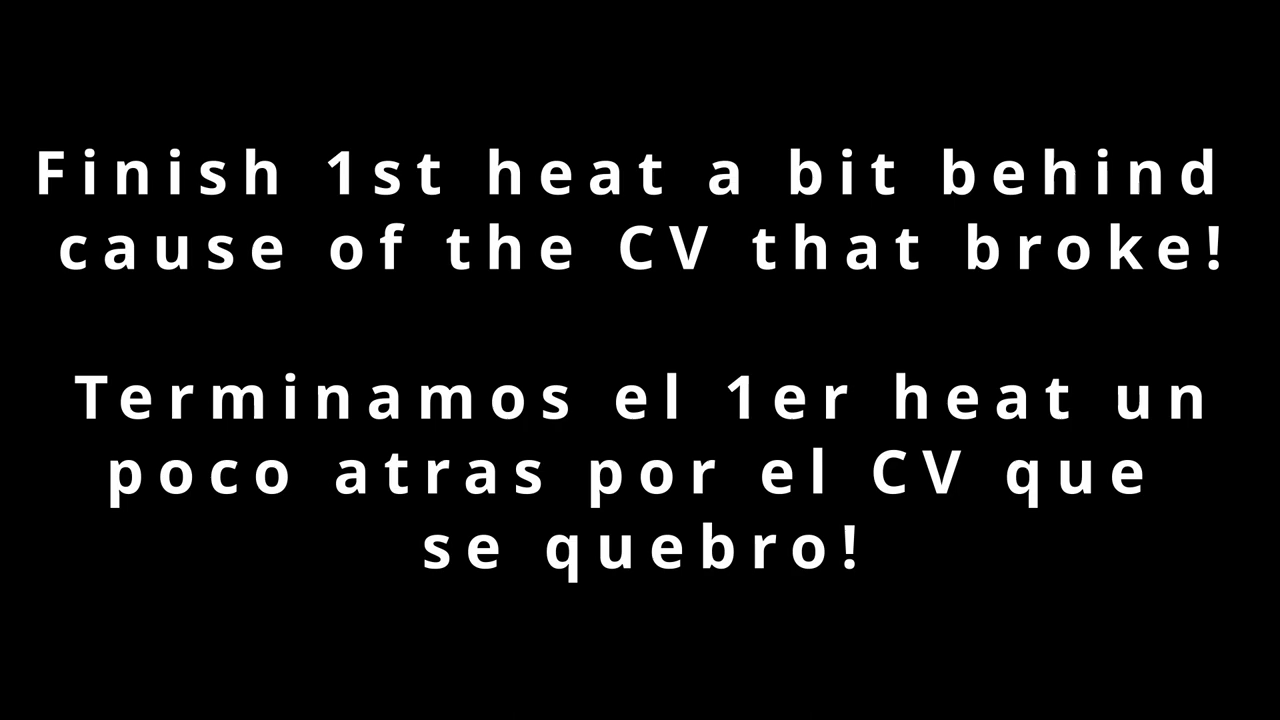 Finish 1st heat a bit behind
cause of the CV that broke!
Terminamos el 1er heat un
poco atras por el CV que
se quebro!